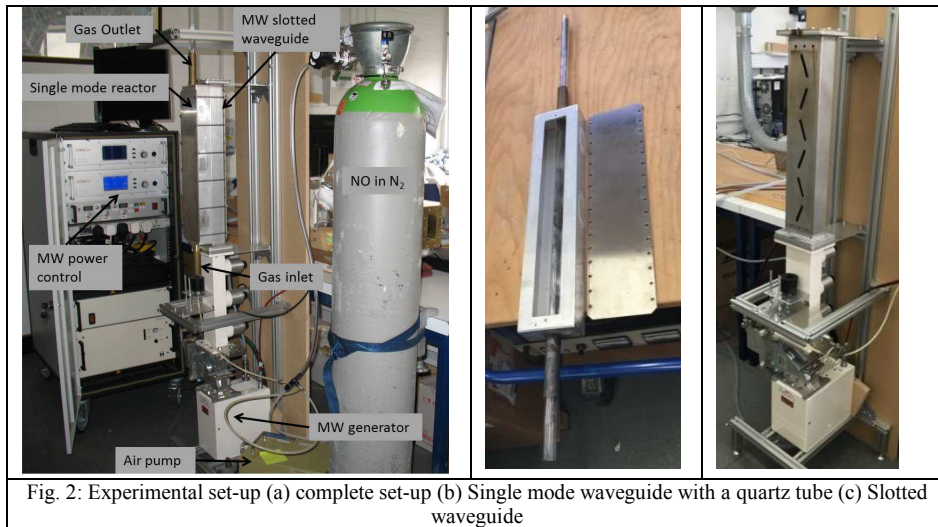 Gas Outlet
MW slotted
waveguide
Single mode reactor
NO in N2
MW power
control
Gas inlet
MW generator
Air pump
Fig. 2: Experimental set-up (a) complete set-up (b) Single mode waveguide with a quartz tube (c) Slotted
waveguide